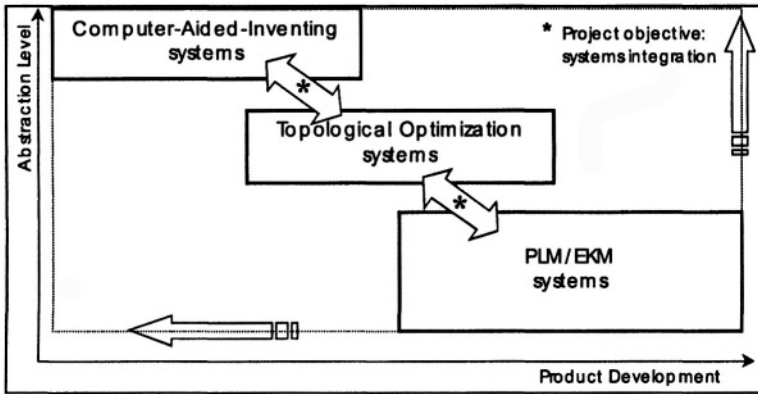 Computer-Aided-Inventing
systems
* Project objective:
systems integration
*
Topological Optimization
systems
*
PLM/EKM
systems
Abstraction Level
Product Development